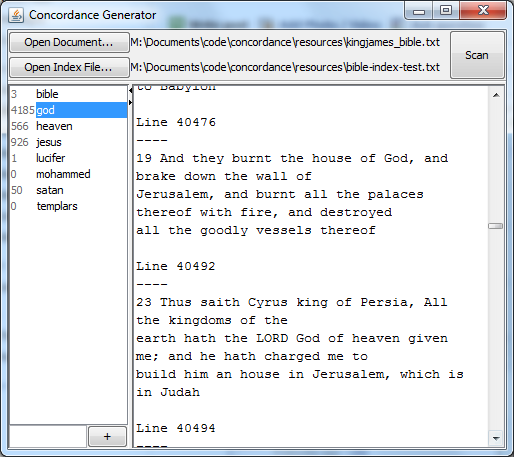 Concordance Generator
Open Document... M:\Documents\code\concordance\resources\kingjames_bible.txt
Scan
Open Index File... M:\Documents\code\concordance\resources\bible-index-test.txt
3 bible
4185 god
566 heaven
926 jesus
1 lucifer
0 mohammed
50 satan
0 templars
+
to Babylon
Line 40476
----
19 And they burnt the house of God, and
brake down the wall of
Jerusalem, and burnt all the palaces
thereof with fire, and destroyed
all the goodly vessels thereof
Line 40492
----
23 Thus saith Cyrus king of Persia, All
the kingdoms of the
earth hath the LORD God of heaven given
me; and he hath charged me to
build him an house in Jerusalem, which is
in Judah
Line 40494
----